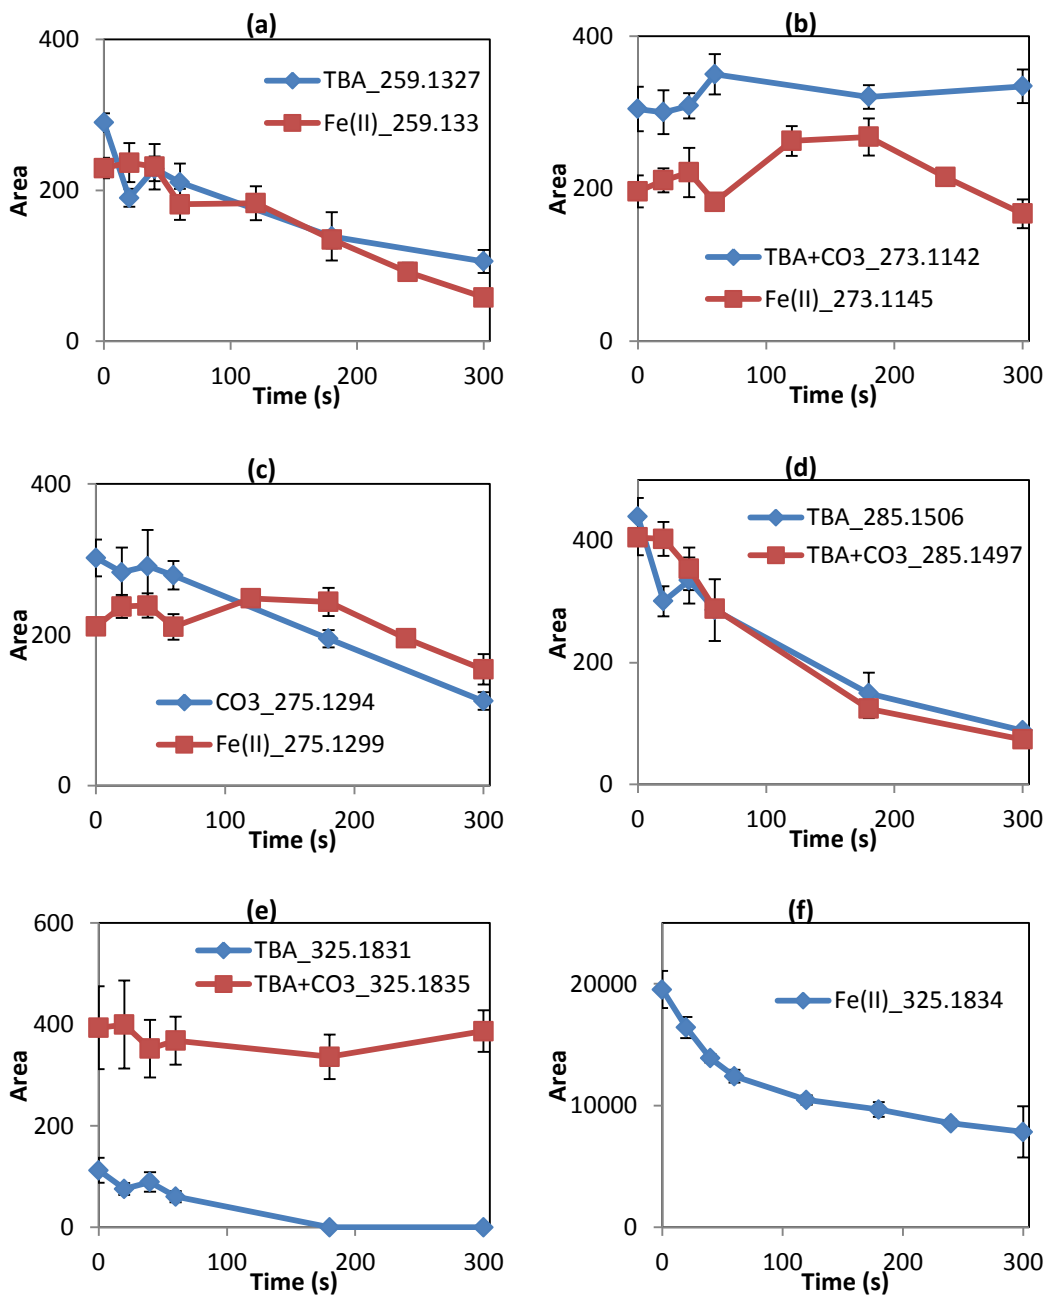 (a)
400
200
0
Area
TBA_259.1327
Fe(II)_259.133
0 100 200 300
Time (s)
(b)
400
200
0
Area
TBA+CO3_273.1142
Fe(II)_273.1145
0 100 200 300
Time (s)
(c)
400
200
0
Area
CO3_275.1294
Fe(II)_275.1299
0 100 200 300
Time (s)
(d)
400
200
0
Area
TBA_285.1506
TBA+CO3_285.1497
0 100 200 300
Time (s)
(e)
600
400
200
0
Area
TBA_325.1831
TBA+CO3_325.1835
0 100 200 300
Time (s)
(f)
20000
10000
0
Area
Fe(II)_325.1834
0 100 200 300
Time (s)